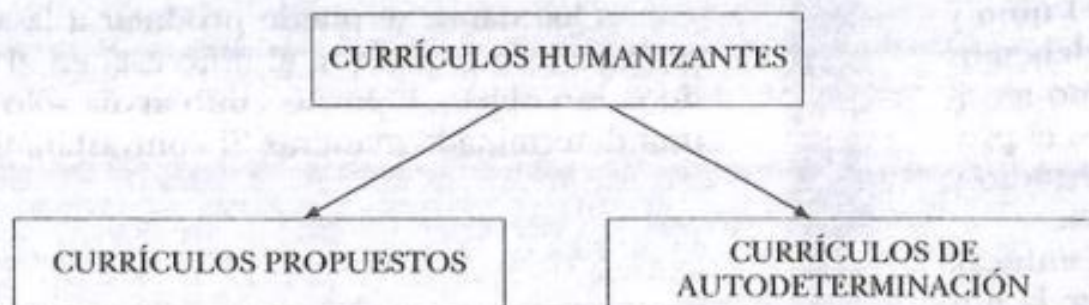 CURRÍCULOS HUMANIZANTES
CURRÍCULOS PROPUESTOS
CURRÍCULOS DE
AUTODETERMINACIÓN